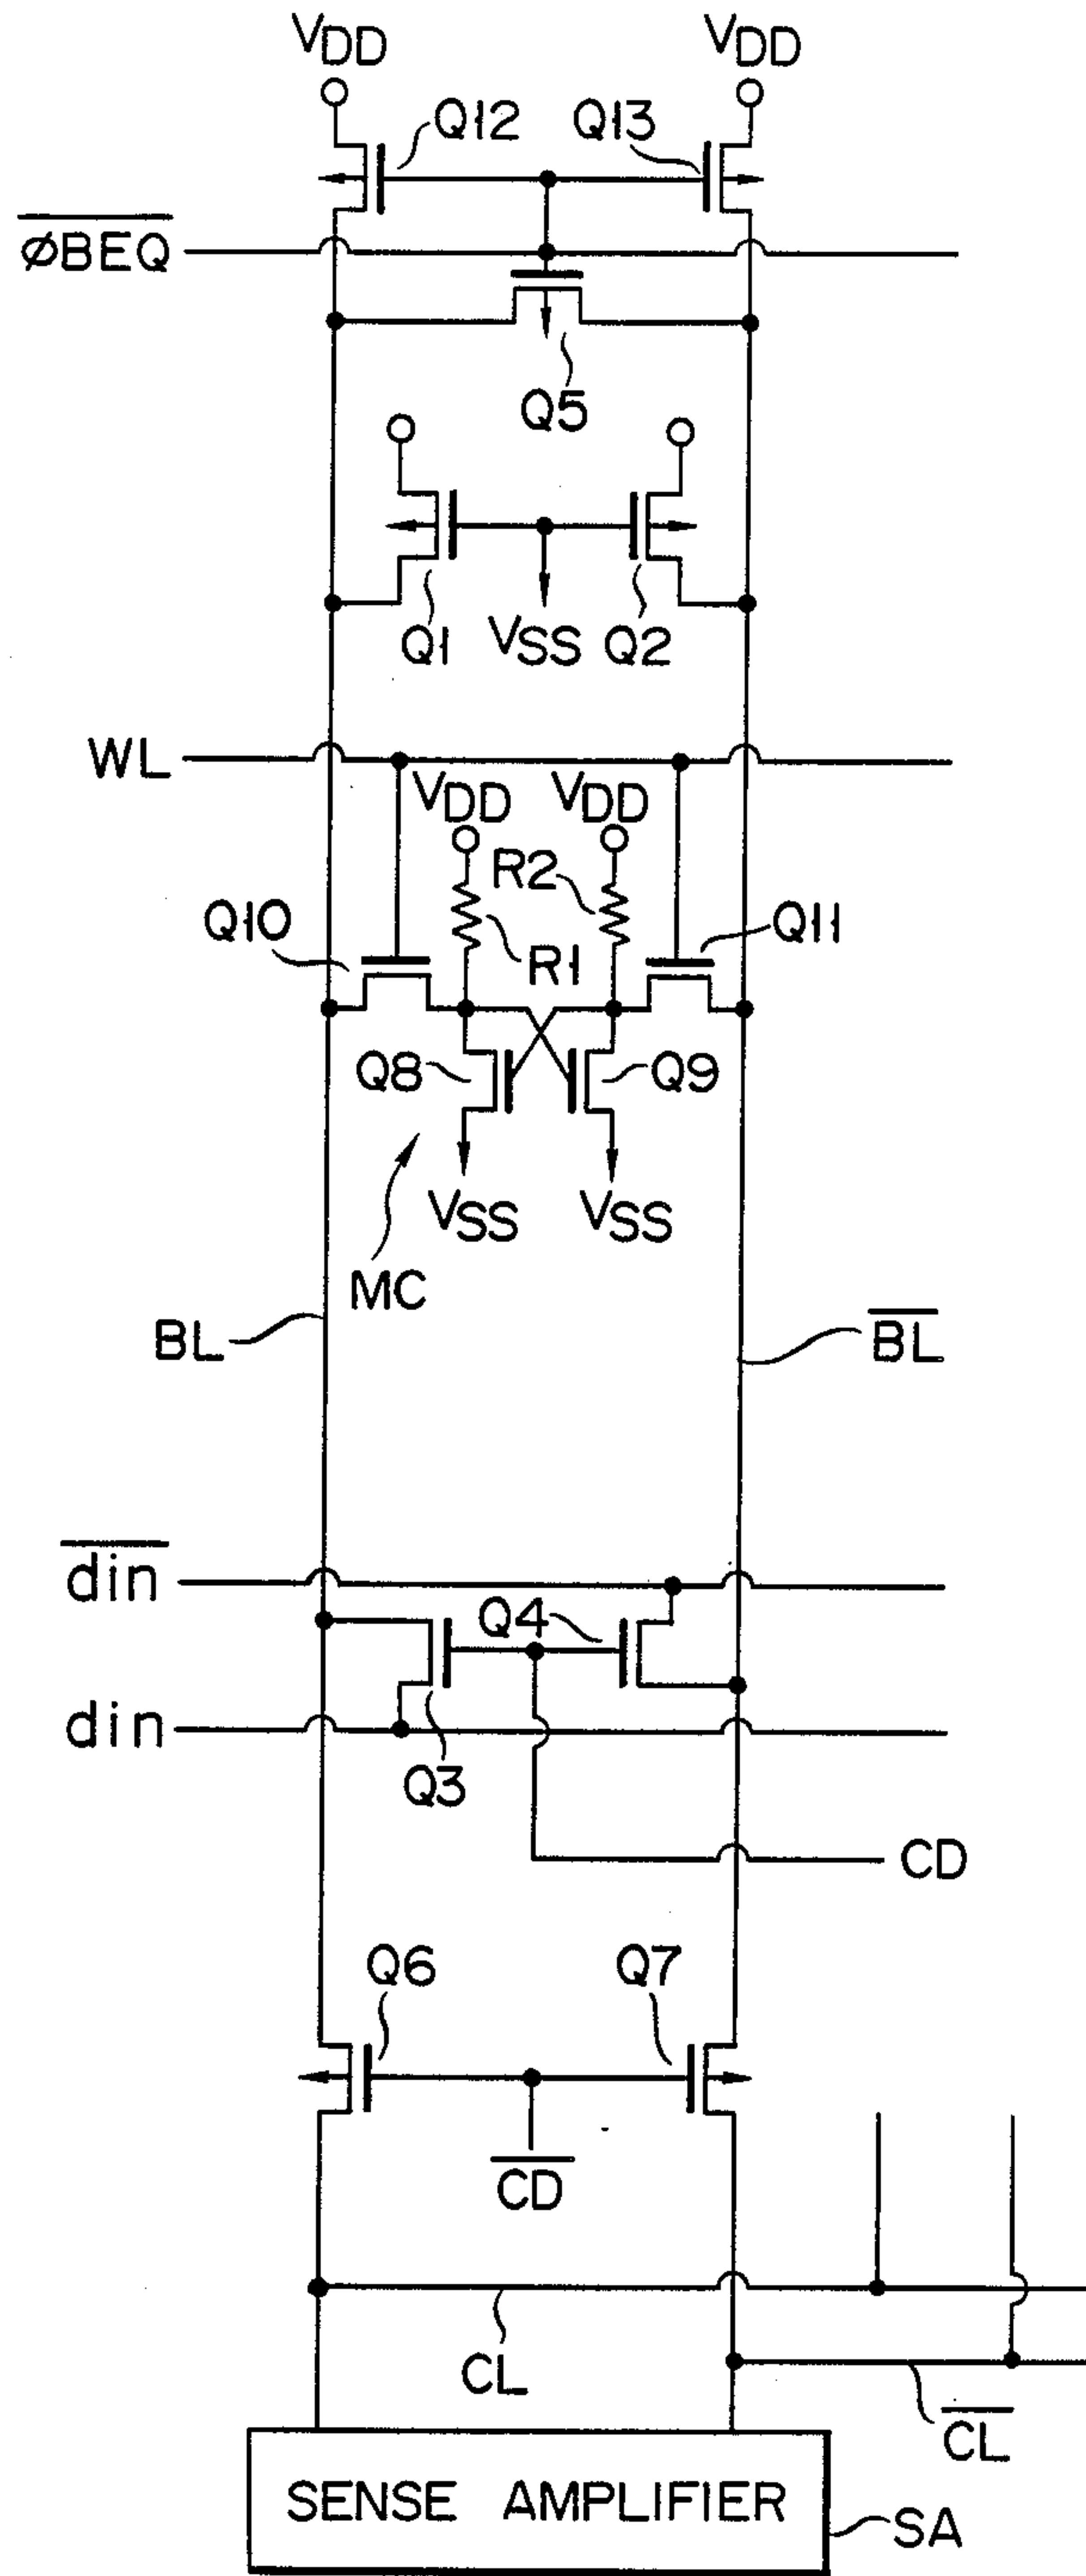 VDD VDD
Q12 Q13
φBEQ
Q5
Q1 VSS Q2
WL
VDD VDD
R2
Q10 Q11
R1
Q8 Q9
VSS VSS
MC
BL BL
din
Q4
din
Q3
CD
Q6 Q7
CD
CL
CL
SENSE AMPLIFIER
SA